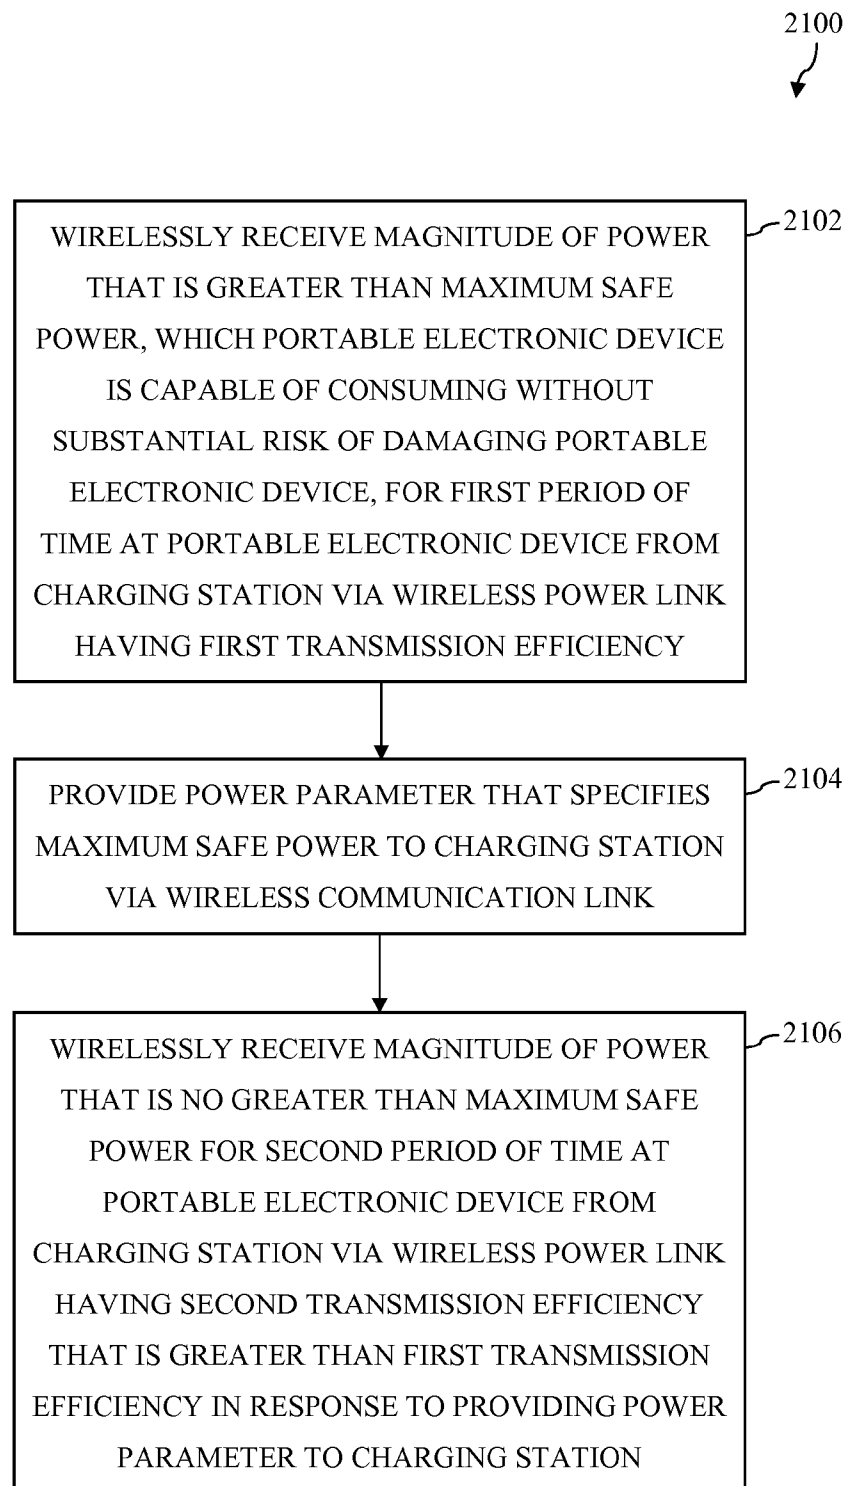 2100
2102
WIRELESSLY RECEIVE MAGNITUDE OF POWER
THAT IS GREATER THAN MAXIMUM SAFE
POWER, WHICH PORTABLE ELECTRONIC DEVICE
IS CAPABLE OF CONSUMING WITHOUT
SUBSTANTIAL RISK OF DAMAGING PORTABLE
ELECTRONIC DEVICE, FOR FIRST PERIOD OF
TIME AT PORTABLE ELECTRONIC DEVICE FROM
CHARGING STATION VIA WIRELESS POWER LINK
HAVING FIRST TRANSMISSION EFFICIENCY
2104
PROVIDE POWER PARAMETER THAT SPECIFIES
MAXIMUM SAFE POWER TO CHARGING STATION
VIA WIRELESS COMMUNICATION LINK
2106
WIRELESSLY RECEIVE MAGNITUDE OF POWER
THAT IS NO GREATER THAN MAXIMUM SAFE
POWER FOR SECOND PERIOD OF TIME AT
PORTABLE ELECTRONIC DEVICE FROM
CHARGING STATION VIA WIRELESS POWER LINK
HAVING SECOND TRANSMISSION EFFICIENCY
THAT IS GREATER THAN FIRST TRANSMISSION
EFFICIENCY IN RESPONSE TO PROVIDING POWER
PARAMETER TO CHARGING STATION